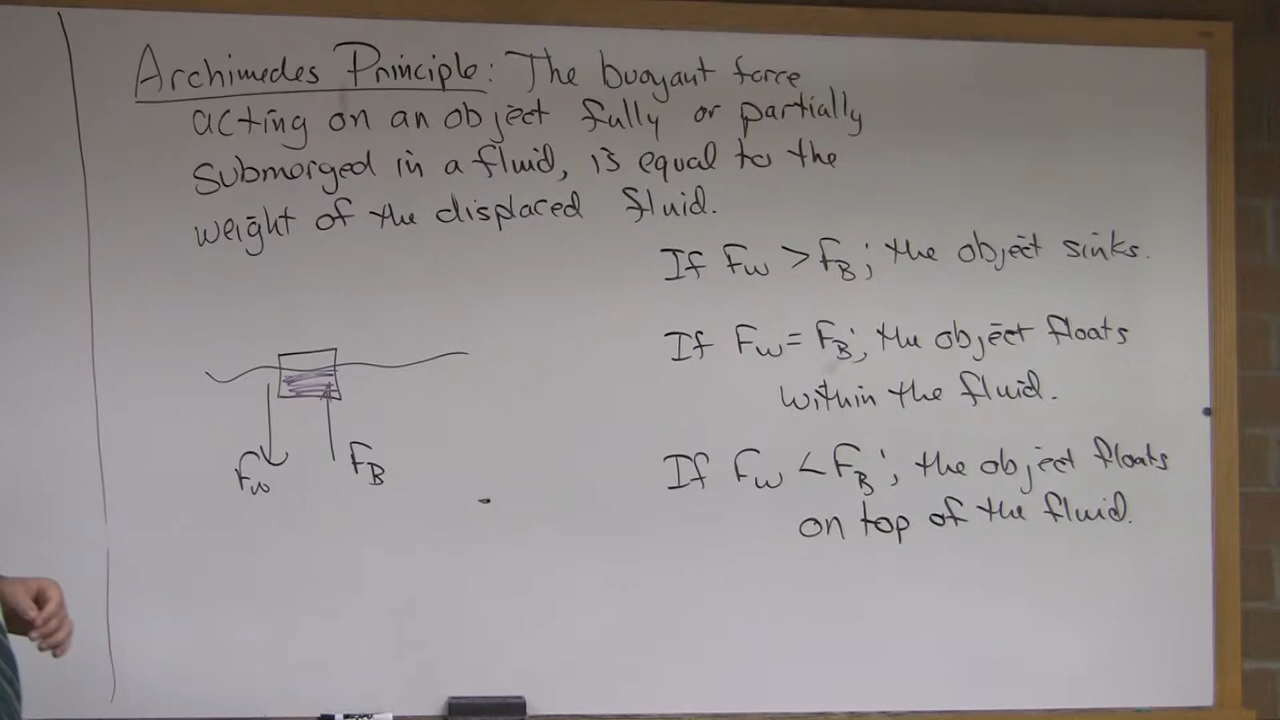 Archimedes Principle: The buoyant force
acting on an object fully or partially
submorged in a fluid, is equal to the
weight of the displaced fluid.
If Fw > FB; the object sinks.
If Fw = FB; the object floats
within the fluid.
If Fw < FB; the object floats
on top of the fluid.
Fw FB